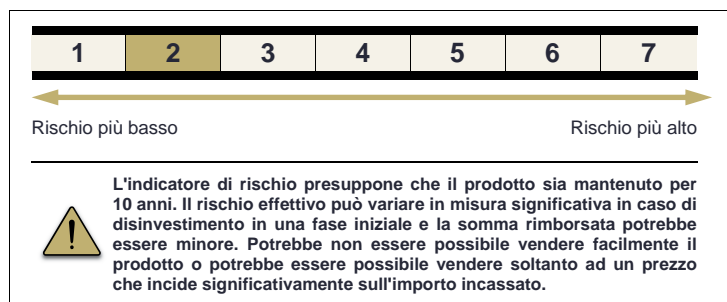 1 2 3 4 5 6 7
Rischio più basso Rischio più alto
L'indicatore di rischio presuppone che il prodotto sia mantenuto per
10 anni. Il rischio effettivo può variare in misura significativa in caso di
disinvestimento in una fase iniziale e la somma rimborsata potrebbe
essere minore. Potrebbe non essere possibile vendere facilmente il
prodotto o potrebbe essere possibile vendere soltanto ad un prezzo
che incide significativamente sull'importo incassato.